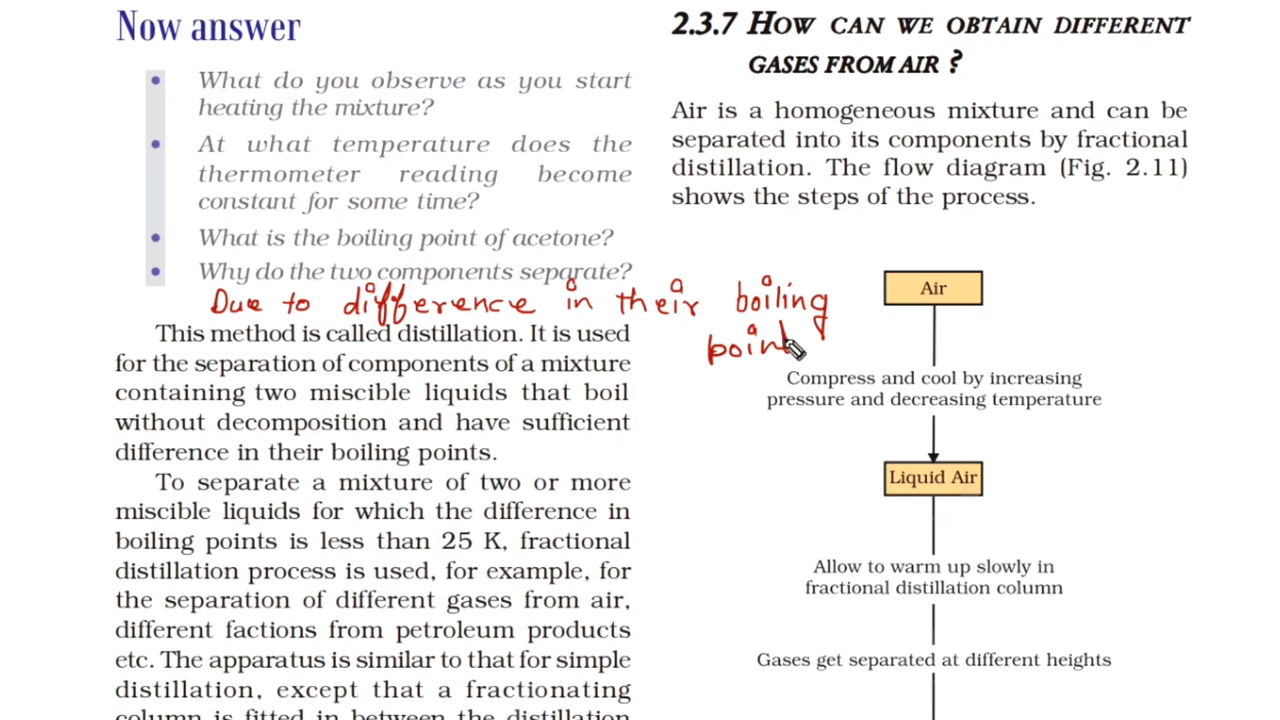 Now answer
• What do you observe as you start
heating the mixture?
• At what temperature does the
thermometer reading become
constant for some time?
• What is the boiling point of acetone?
• Why do the two components separate?
Due to difference in their boiling
point
This method is called distillation. It is used
for the separation of components of a mixture
containing two miscible liquids that boil
without decomposition and have sufficient
difference in their boiling points.
To separate a mixture of two or more
miscible liquids for which the difference in
boiling points is less than 25 K, fractional
distillation process is used, for example, for
the separation of different gases from air,
different factions from petroleum products
etc. The apparatus is similar to that for simple
distillation, except that a fractionating
column is fitted in between the distillation
2.3.7 HOW CAN WE OBTAIN DIFFERENT
GASES FROM AIR ?
Air is a homogeneous mixture and can be
separated into its components by fractional
distillation. The flow diagram (Fig. 2.11)
shows the steps of the process.
Air
Compress and cool by increasing
pressure and decreasing temperature
Liquid Air
Allow to warm up slowly in
fractional distillation column
Gases get separated at different heights